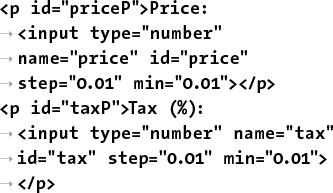 <p id="priceP">Price:
→ <input type="number"
→ name="price" id="price"
→ step="0.01" min="0.01"></p>
<p id="taxP">Tax (%):
→ <input type="number" name="tax"
→ id="tax" step="0.01" min="0.01">
→ </p>